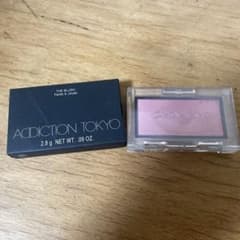 THE BLUSH
ADDICTION TOKYO
2.8 g NET WT. .09 OZ.